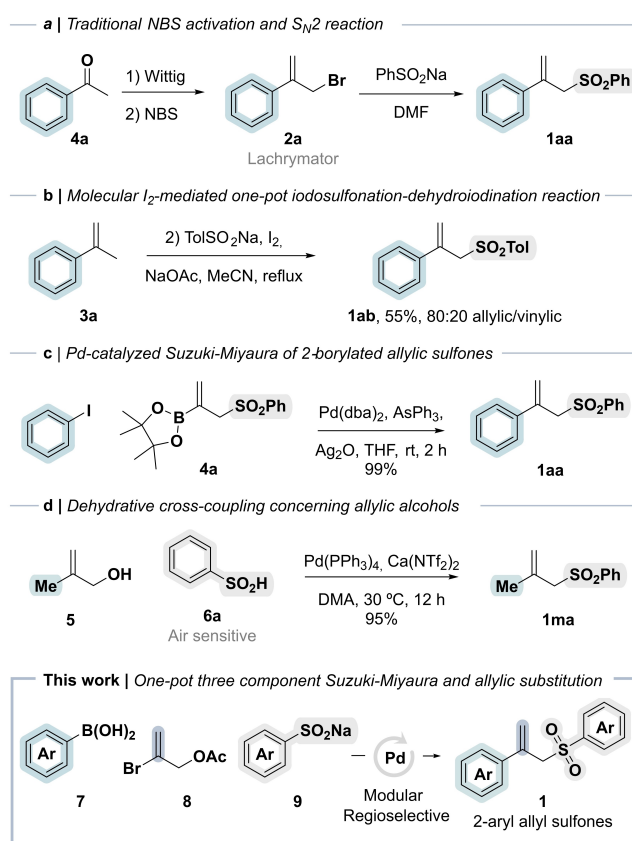 a | Traditional NBS activation and SN2 reaction
O
4a
1) Wittig
2) NBS
Br
2a
Lachrymator
PhSO2Na
DMF
SO2Ph
1aa
b | Molecular I2-mediated one-pot iodosulfonation-dehydroiodination reaction
3a
2) TolSO2Na, I2,
NaOAc, MeCN, reflux
SO2Tol
1ab, 55%, 80:20 allylic/vinylic
c | Pd-catalyzed Suzuki-Miyaura of 2-borylated allylic sulfones
I
O
B
O
SO2Ph
4a
Pd(dba)2, AsPh3,
Ag2O, THF, rt, 2 h
99%
SO2Ph
1aa
d | Dehydrative cross-coupling concerning allylic alcohols
Me
OH
5
SO2H
6a
Air sensitive
Pd(PPh3)4, Ca(NTf2)2
DMA, 30 ºC, 12 h
95%
Me
SO2Ph
1ma
This work | One-pot three component Suzuki-Miyaura and allylic substitution
Ar
B(OH)2
7
Br
OAc
8
Ar
SO2Na
9
Pd
Modular
Regioselective
Ar
O
S
O
Ar
1
2-aryl allyl sulfones